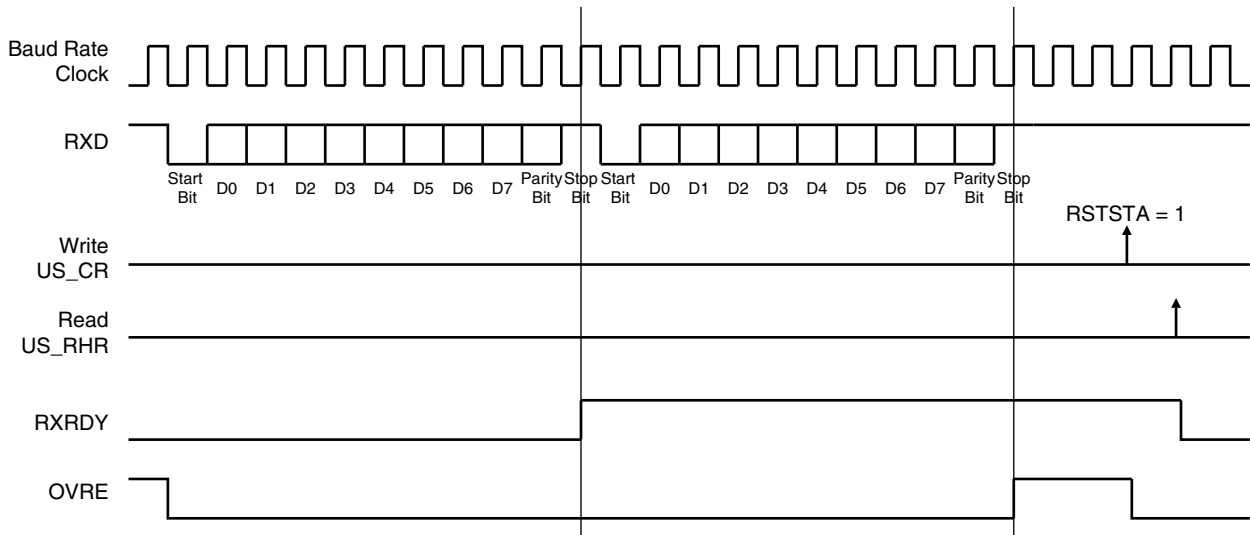 Baud Rate
Clock
RXD
Start
Bit
D0
D1
D2
D3
D4
D5
D6
D7
Parity
Bit
Stop
Bit
Start
Bit
D0
D1
D2
D3
D4
D5
D6
D7
Parity
Bit
Stop
Bit
RSTSTA = 1
Write
US_CR
Read
US_RHR
RXRDY
OVRE